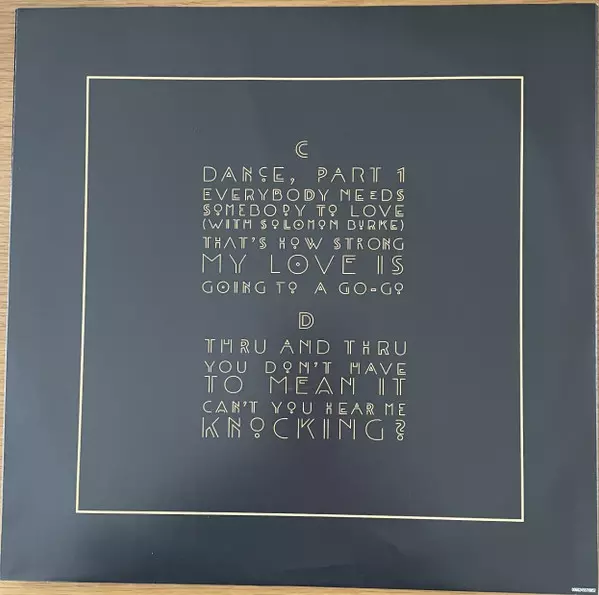 C
DANCE, PART 1
EVERYBODY NEEDS
SOMEBODY TO LOVE
(WITH SOLOMON BURKE)
THAT'S HOW STRONG
MY LOVE IS
GOING TO A GO-GO
D
THRU AND THRU
YOU DON'T HAVE
TO MEAN IT
CAN'T YOU HEAR ME
KNOCKING?